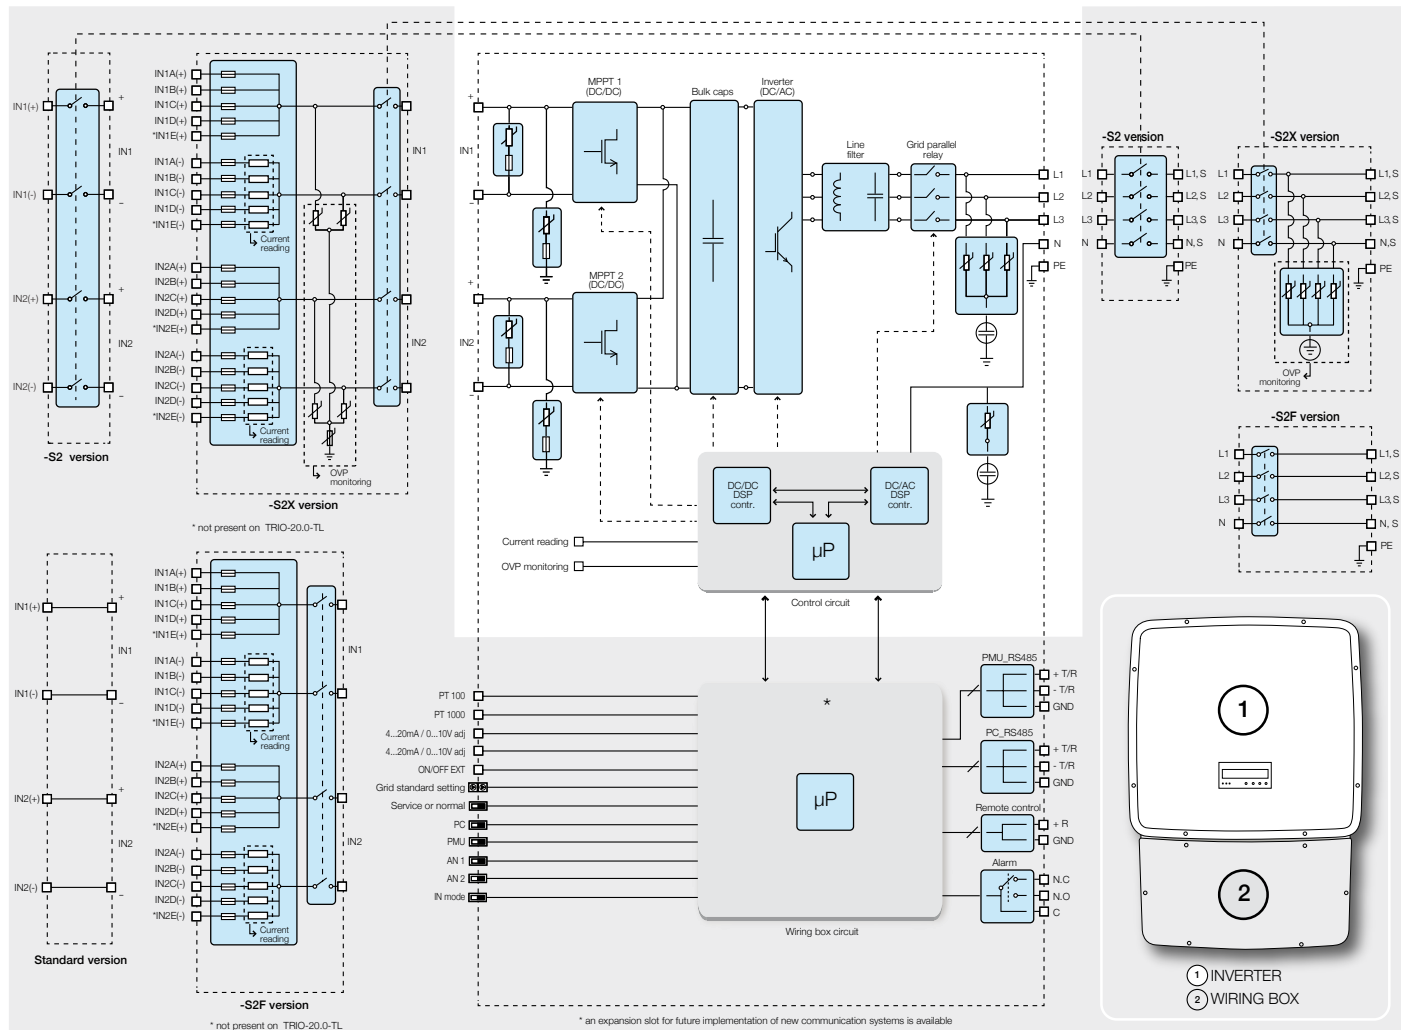 IN1(+)
IN1(-)
IN2(+)
IN2(-)
+
IN1
−
+
IN2
−
-S2 version
IN1A(+)
IN1B(+)
IN1C(+)
IN1D(+)
*IN1E(+)
IN1A(-)
IN1B(-)
IN1C(-)
IN1D(-)
*IN1E(-)
Current
reading
IN2A(+)
IN2B(+)
IN2C(+)
IN2D(+)
*IN2E(+)
IN2A(-)
IN2B(-)
IN2C(-)
IN2D(-)
*IN2E(-)
Current
reading
OVP
monitoring
IN1
IN2
-S2X version
* not present on TRIO-20.0-TL
IN1(+)
IN1(-)
IN2(+)
IN2(-)
+
IN1
−
+
IN2
−
Standard version
IN1A(+)
IN1B(+)
IN1C(+)
IN1D(+)
*IN1E(+)
IN1A(-)
IN1B(-)
IN1C(-)
IN1D(-)
*IN1E(-)
Current
reading
IN2A(+)
IN2B(+)
IN2C(+)
IN2D(+)
*IN2E(+)
IN2A(-)
IN2B(-)
IN2C(-)
IN2D(-)
*IN2E(-)
Current
reading
IN1
IN2
-S2F version
* not present on TRIO-20.0-TL
+
IN1
−
+
IN2
−
MPPT 1
(DC/DC)
MPPT 2
(DC/DC)
Bulk caps
Inverter
(DC/AC)
Line
filter
Grid parallel
relay
L1
L2
L3
N
PE
DC/DC
DSP
contr.
DC/AC
DSP
contr.
µP
Current reading
OVP monitoring
Control circuit
PT 100
PT 1000
4...20mA / 0...10V adj
4...20mA / 0...10V adj
ON/OFF EXT
Grid standard setting
Service or normal
PC
PMU
AN 1
AN 2
IN mode
*
µP
Wiring box circuit
PMU_RS485
+ T/R
- T/R
GND
PC_RS485
+ T/R
- T/R
GND
Remote control
+ R
GND
Alarm
N.C
N.O
C
* an expansion slot for future implementation of new communication systems is available
-S2 version
L1
L2
L3
N
L1, S
L2, S
L3, S
N, S
PE
-S2X version
L1
L2
L3
N
L1, S
L2, S
L3, S
N,S
PE
OVP
monitoring
-S2F version
L1
L2
L3
N
L1, S
L2, S
L3, S
N, S
PE
1
2
1 INVERTER
2 WIRING BOX